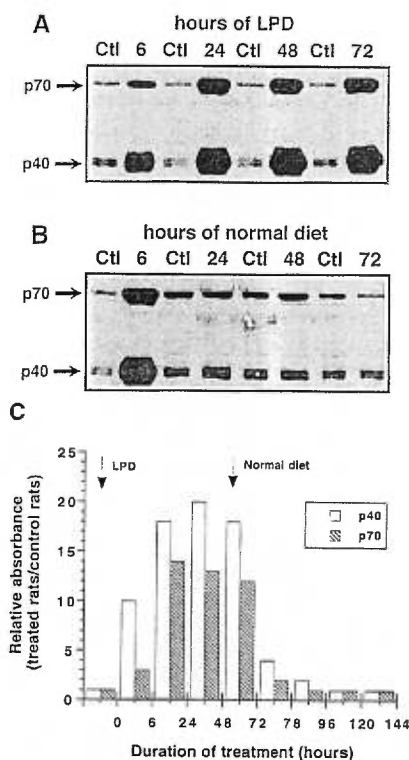 A
hours of LPD
Ctl 6 Ctl 24 Ctl 48 Ctl 72
p70
p40
B
hours of normal diet
Ctl 6 Ctl 24 Ctl 48 Ctl 72
p70
p40
C
25
20
15
10
5
0
Relative absorbance
(treated rats/control rats)
LPD
Normal diet
p40
p70
0 6 24 48 72 78 96 120 144
Duration of treatment (hours)